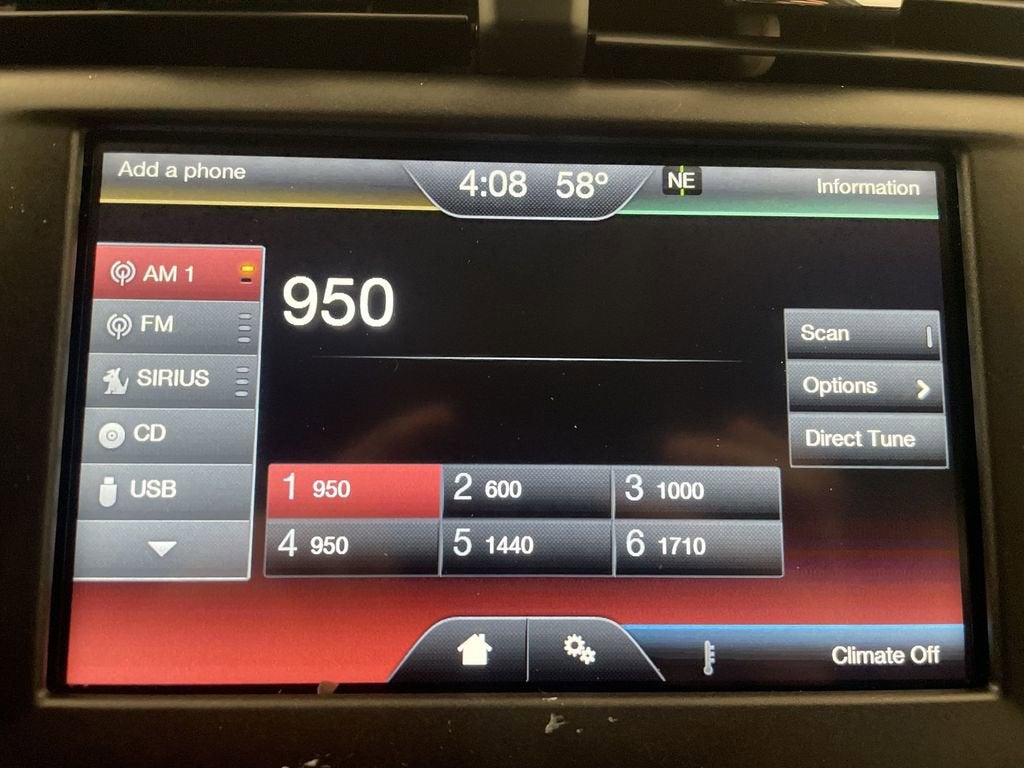 Add a phone
4:08 58°
NE
Information
AM 1
FM
SIRIUS
CD
USB
950
Scan
Options
Direct Tune
1 950
2 600
3 1000
4 950
5 1440
6 1710
Climate Off